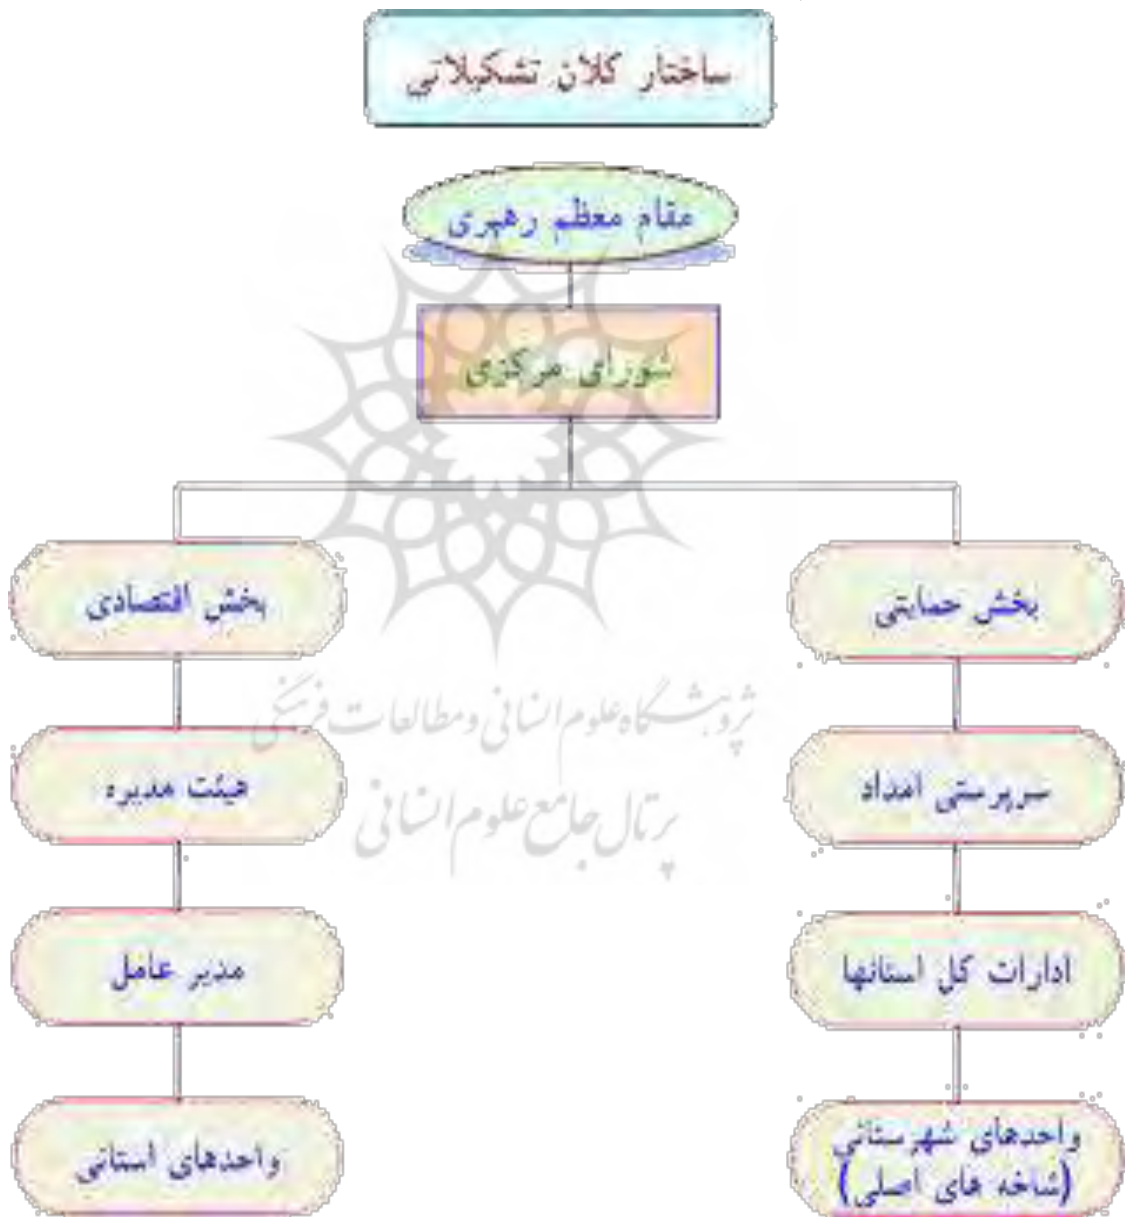 ساختار کلان تشکیلاتی
مقام معظم رهبری
شورای مرکزی
بخش حمایتی
بخش اقتصادی
سرپرستی امداد
هیئت مدیره
ادارات کل استانها
مدیر عامل
واحدهای شهرستانی
(شاخه های اصلی)
واحدهای استانی
پژوهشگاه علوم انسانی و مطالعات فرهنگی
پرتال جامع علوم انسانی